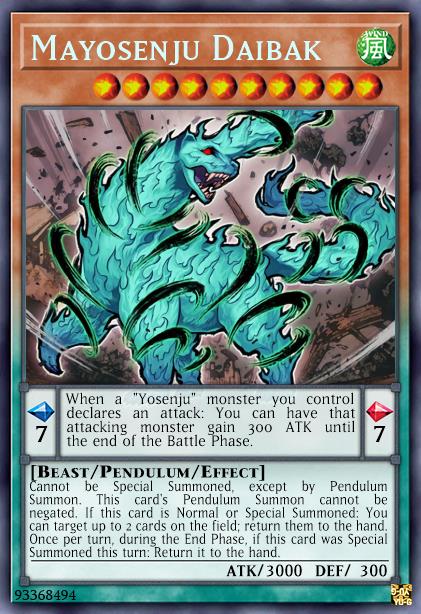 MAYOSENJU DAIBAK
WIND
風
When a "Yosenju" monster you control
declares an attack: You can have that
attacking monster gain 300 ATK until
the end of the Battle Phase.
7
7
[BEAST/PENDULUM/EFFECT]
Cannot be Special Summoned, except by Pendulum
Summon. This card's Pendulum Summon cannot be
negated. If this card is Normal or Special Summoned: You
can target up to 2 cards on the field; return them to the hand.
Once per turn, during the End Phase, if this card was Special
Summoned this turn: Return it to the hand.
ATK/3000 DEF/ 300
93368494